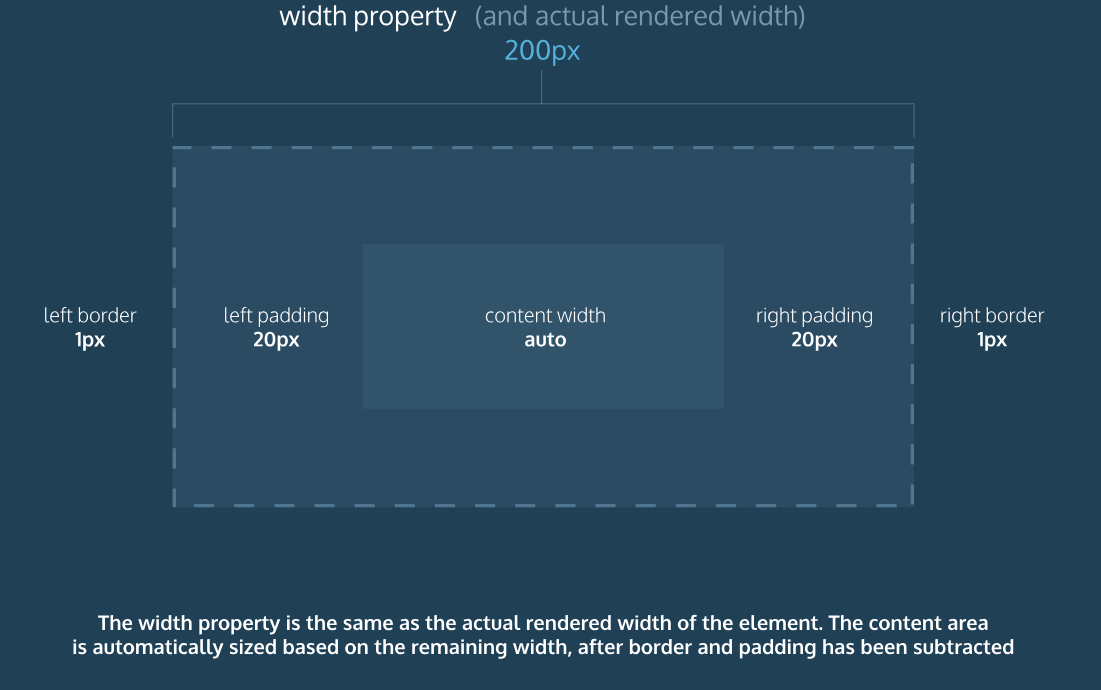 width property (and actual rendered width)
200px
left border
1px
left padding
20px
content width
auto
right padding
20px
right border
1px
The width property is the same as the actual rendered width of the element. The content area
is automatically sized based on the remaining width, after border and padding has been subtracted